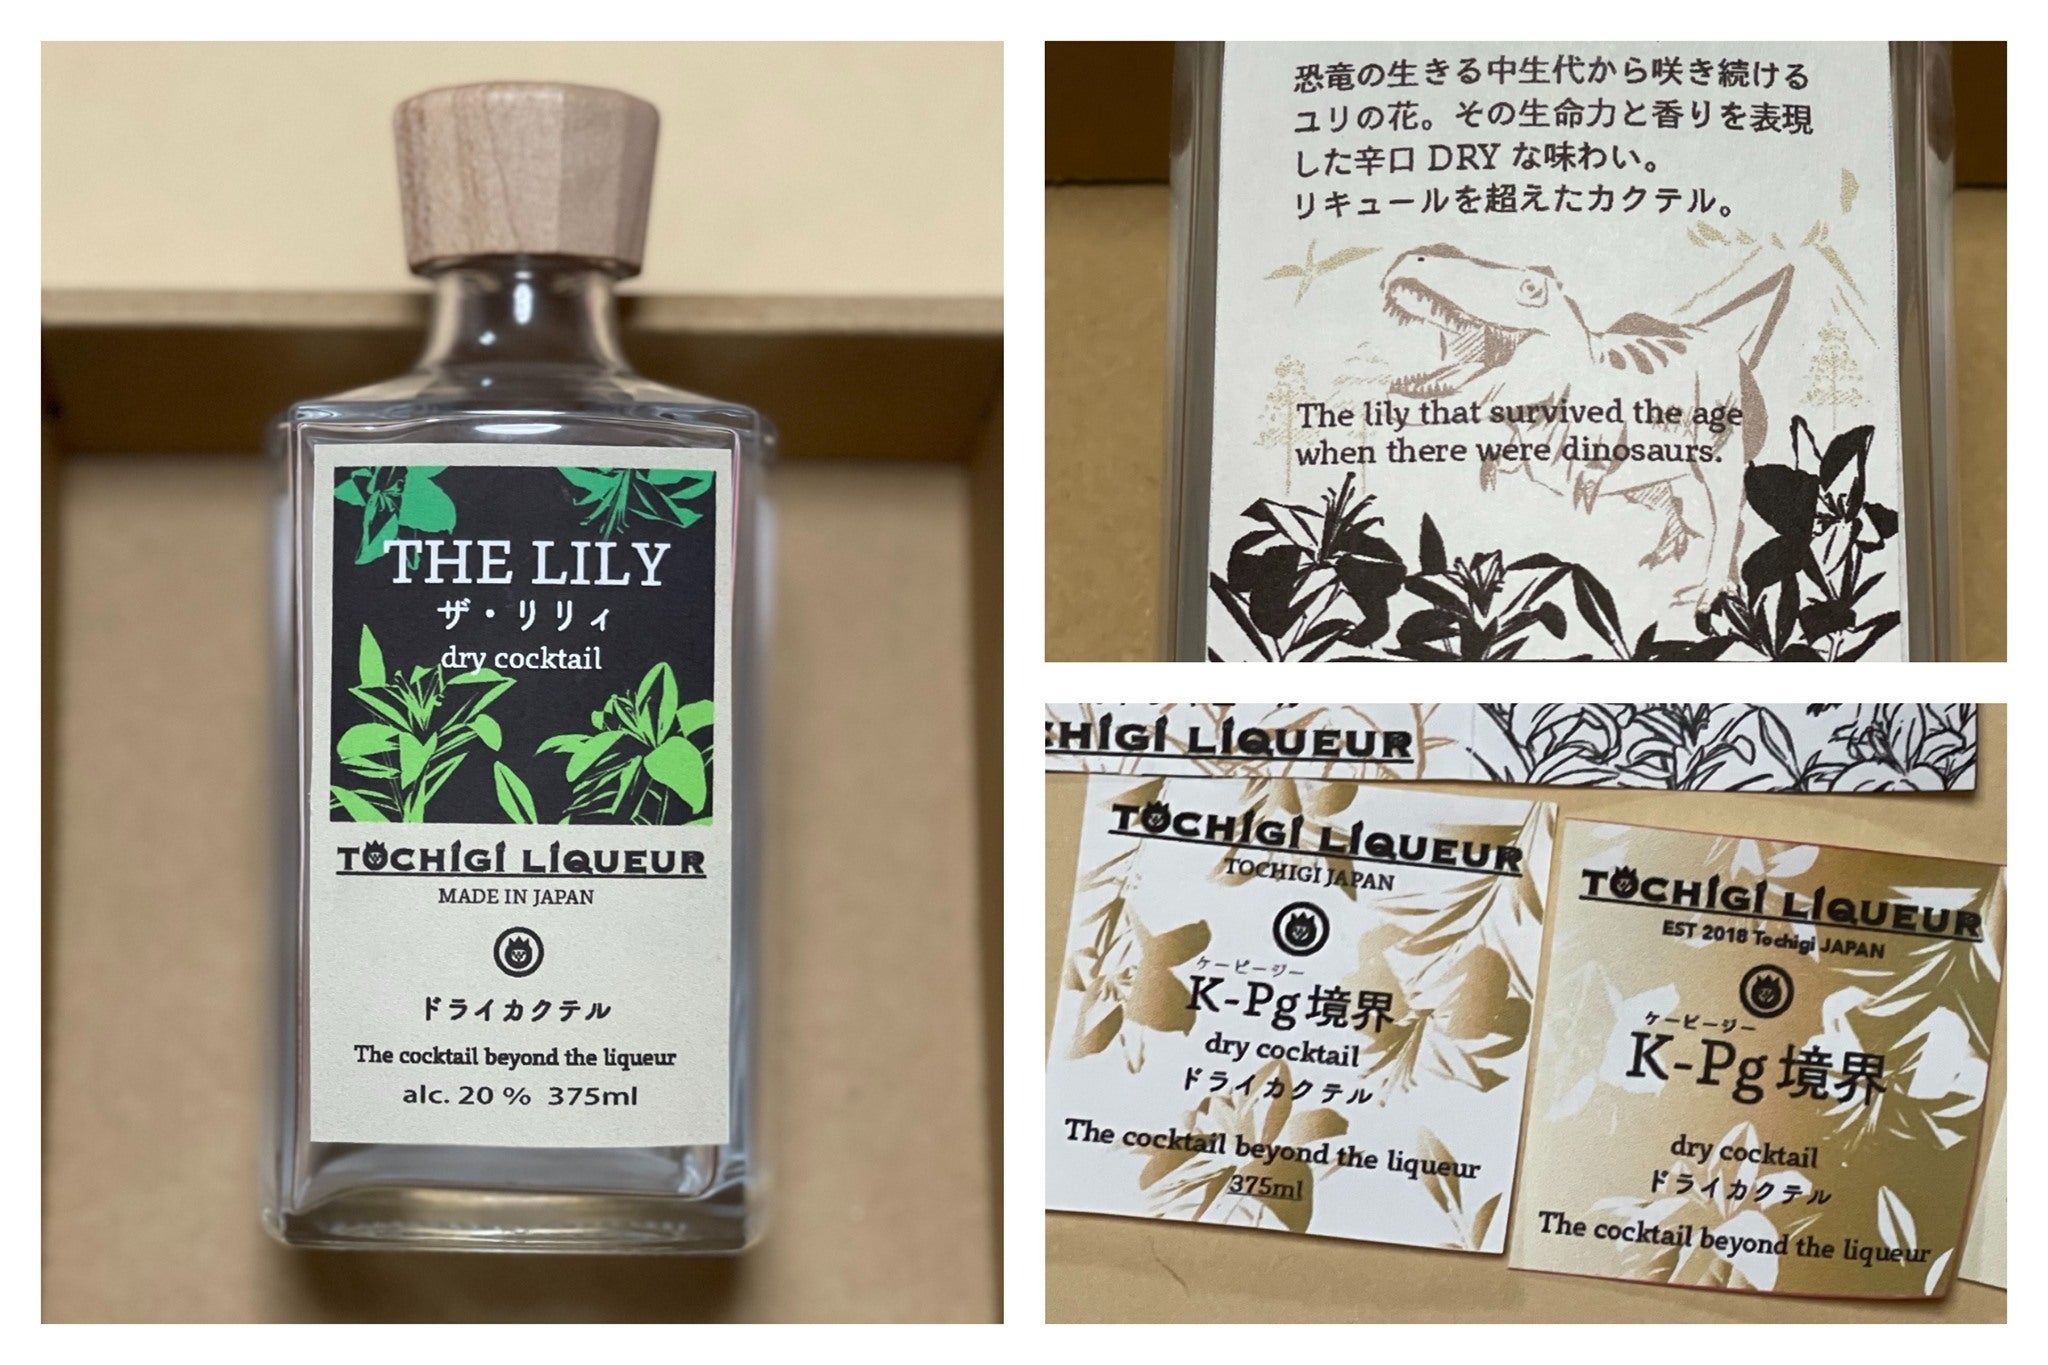 THE LILY
ザ・リリィ
dry cocktail
TOCHIGI LIQUEUR
MADE IN JAPAN
ドライカクテル
The cocktail beyond the liqueur
alc. 20 % 375ml
恐竜の生きる中生代から咲き続ける
ユリの花。その生命力と香りを表現
した辛口 DRY な味わい。
リキュールを超えたカクテル。
The lily that survived the age
when there were dinosaurs.
CHIGI LIQUEUR
TOCHIGI LIQUEUR
TOCHIGI JAPAN
ケーピージー
K-Pg境界
dry cocktail
ドライカクテル
The cocktail beyond the liqueur
375ml
TOCHIGI LIQUEUR
EST 2018 Tochigi JAPAN
ケーピージー
K-Pg境界
dry cocktail
ドライカクテル
The cocktail beyond the liqueur